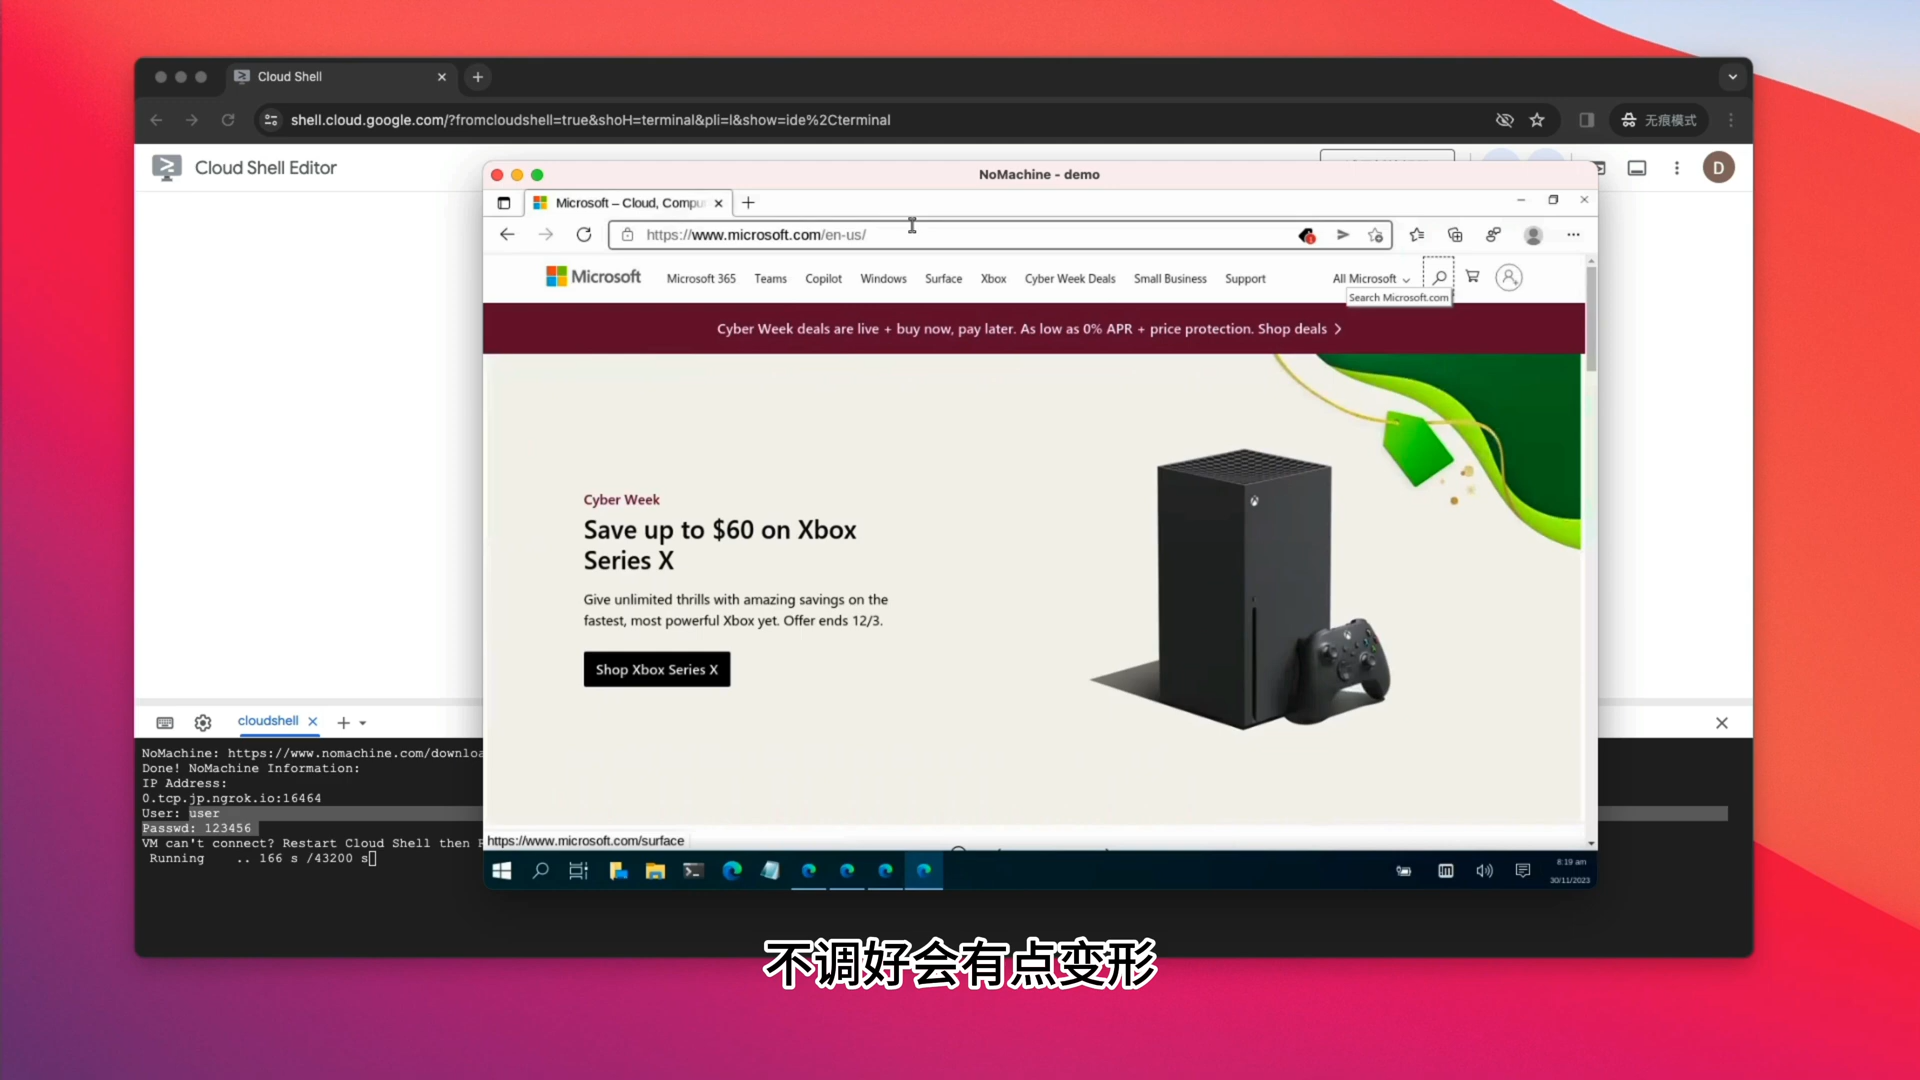 Cloud Shell
shell.cloud.google.com/?fromcloudshell=true&shoH=terminal&pli=l&show=ide%2Cterminal
无痕模式
Cloud Shell Editor
D
NoMachine - demo
Microsoft – Cloud, Compu
https://www.microsoft.com/en-us/
Microsoft
Microsoft 365 Teams Copilot Windows Surface Xbox Cyber Week Deals Small Business Support
All Microsoft
Search Microsoft.com
Cyber Week deals are live + buy now, pay later. As low as 0% APR + price protection. Shop deals
Cyber Week
Save up to $60 on Xbox
Series X
Give unlimited thrills with amazing savings on the
fastest, most powerful Xbox yet. Offer ends 12/3.
Shop Xbox Series X
https://www.microsoft.com/surface
8:19 am
30/11/2023
cloudshell
NoMachine: https://www.nomachine.com/downloa
Done! NoMachine Information:
IP Address:
0.tcp.jp.ngrok.io:16464
User: user
Passwd: 123456
VM can't connect? Restart Cloud Shell then
Running .. 166 s /43200 s
不调好会有点变形